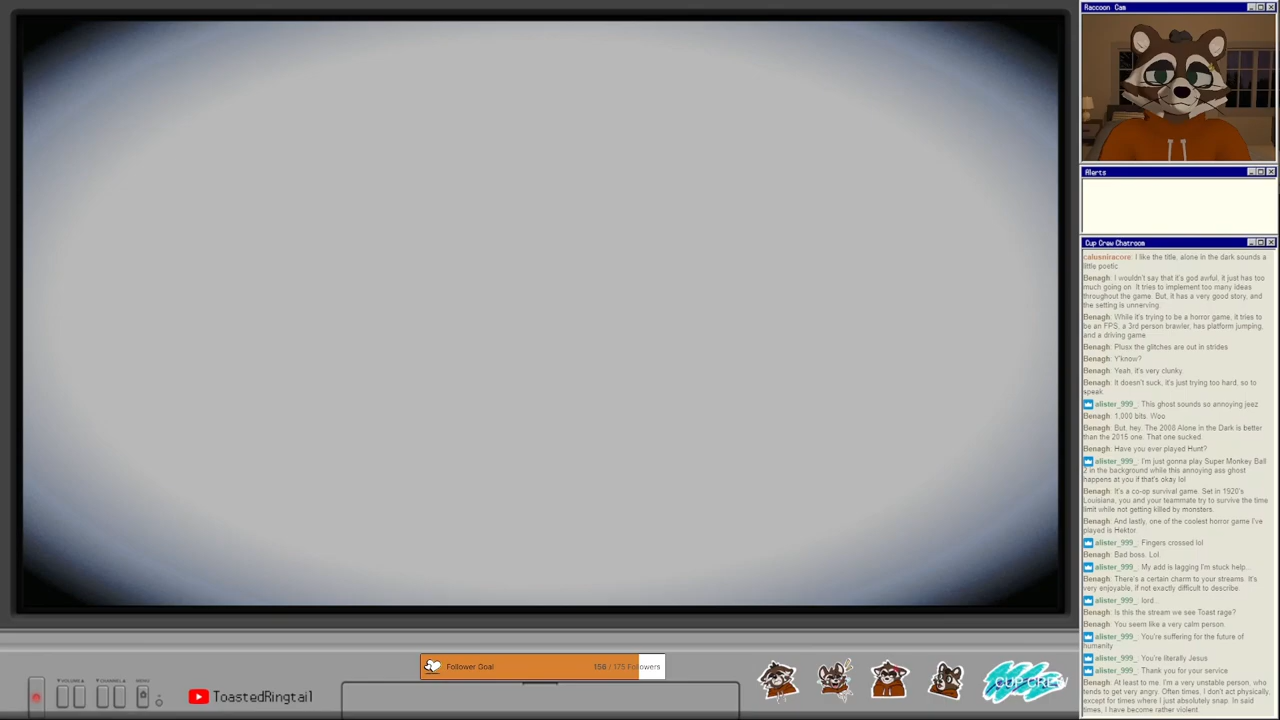 Raccoon Cam
Alerts
Cup Crew Chatroom
calusniracore: I like the title, alone in the dark sounds a
little poetic
Benagh: I wouldn't say that it's god awful, it just has too
much going on. It tries to implement too many ideas
throughout the game. But, it has a very good story, and
the setting is unnerving.
Benagh: While it's trying to be a horror game, it tries to
be an FPS, a 3rd person brawler, has platform jumping,
and a driving game
Benagh: Plusx the glitches are out in strides
Benagh: Y'know?
Benagh: Yeah, it's very clunky.
Benagh: It doesn't suck, it's just trying too hard, so to
speak.
alister_999_: This ghost sounds so annoying jeez
Benagh: 1,000 bits. Woo
Benagh: But, hey. The 2008 Alone in the Dark is better
than the 2015 one. That one sucked.
Benagh: Have you ever played Hunt?
alister_999_: I'm just gonna play Super Monkey Ball
2 in the background while this annoying ass ghost
happens at you if that's okay lol
Benagh: It's a co-op survival game. Set in 1920's
Louisiana, you and your teammate try to survive the time
limit while not getting killed by monsters.
Benagh: And lastly, one of the coolest horror game I've
played is Hektor.
alister_999_: Fingers crossed lol
Benagh: Bad boss. Lol
alister_999_: My add is lagging I'm stuck help...
Benagh: There's a certain charm to your streams. It's
very enjoyable, if not exactly difficult to describe.
alister_999_: lord..
Benagh: Is this the stream we see Toast rage?
Benagh: You seem like a very calm person.
alister_999_: You're suffering for the future of
humanity
alister_999_: You're literally Jesus
alister_999_: Thank you for your service
Benagh: At least to me. I'm a very unstable person, who
tends to get very angry. Often times, I don't act physically,
except for times where I just absolutely snap. In said
times, I have become rather violent.
Follower Goal 156 / 175 Followers
VOLUME CHANNEL MENU
ToastedRingtail
CUP CREW